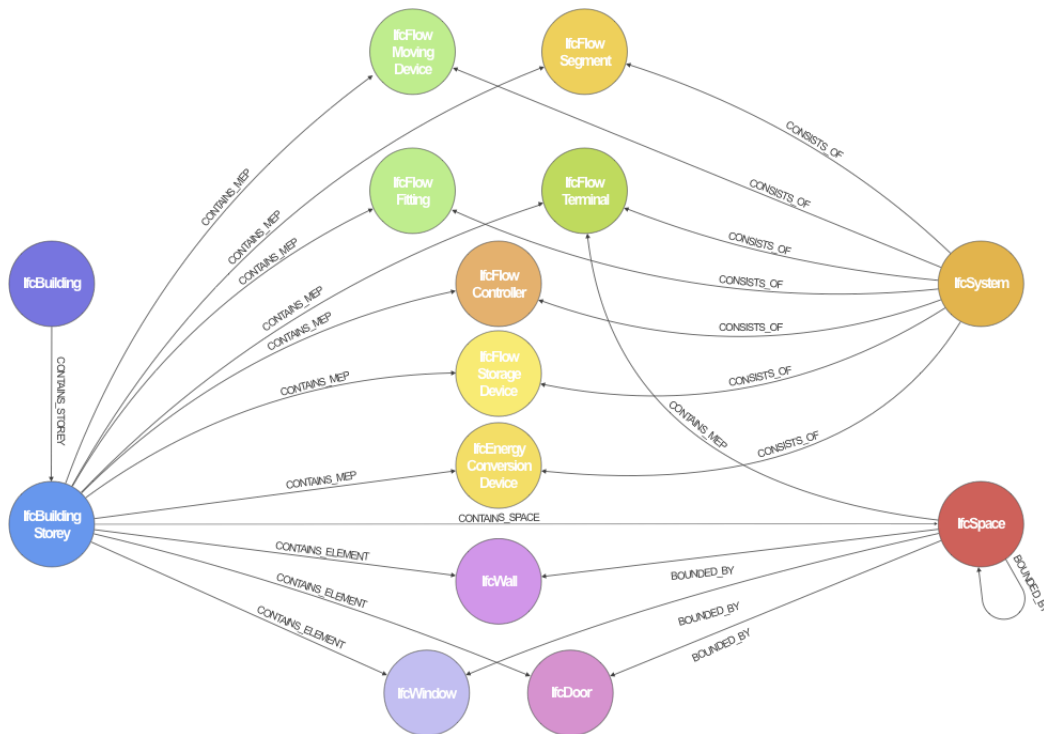 IfcFlow
Moving
Device
IfcFlow
Segment
CONSISTS_OF
CONTAINS_MEP
CONTAINS_MEP
CONSISTS_OF
IfcFlow
Fitting
IfcFlow
Terminal
CONTAINS_MEP
CONSISTS_OF
IfcBuilding
IfcFlow
Controller
IfcSystem
CONTAINS_MEP
CONSISTS_OF
CONTAINS_MEP
CONSISTS_OF
IfcFlow
Storage
Device
CONTAINS_MEP
CONSISTS_OF
CONTAINS_STOREY
CONTAINS_MEP
IfcEnergy
Conversion
Device
CONTAINS_MEP
CONSISTS_OF
IfcBuilding
Storey
CONTAINS_SPACE
IfcSpace
CONTAINS_ELEMENT
IfcWall
BOUNDED_BY
BOUNDED_BY
CONTAINS_ELEMENT
BOUNDED_BY
CONTAINS_ELEMENT
BOUNDED_BY
IfcWindow
IfcDoor